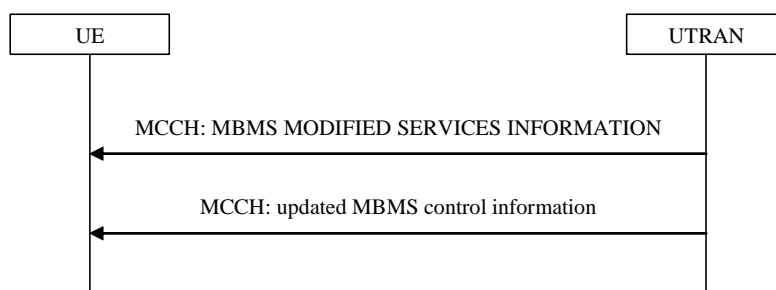 UE
UTRAN
MCCH: MBMS MODIFIED SERVICES INFORMATION
MCCH: updated MBMS control information